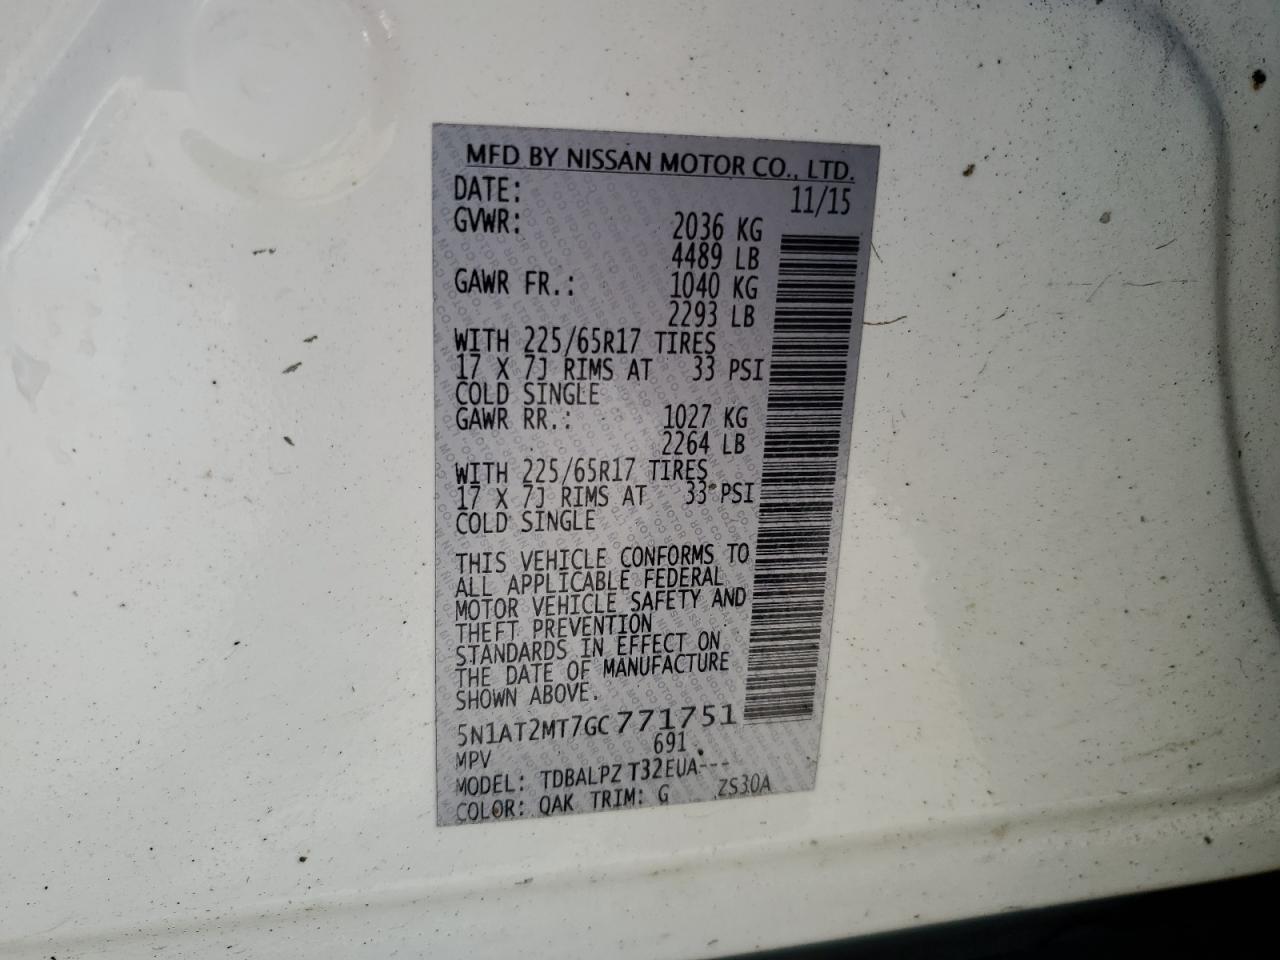 MFD BY NISSAN MOTOR CO., LTD.
DATE: 11/15
GVWR: 2036 KG
4489 LB
GAWR FR.: 1040 KG
2293 LB
WITH 225/65R17 TIRES
17 X 7J RIMS AT 33 PSI
COLD SINGLE
GAWR RR.: 1027 KG
2264 LB
WITH 225/65R17 TIRES
17 X 7J RIMS AT 33 PSI
COLD SINGLE
THIS VEHICLE CONFORMS TO
ALL APPLICABLE FEDERAL
MOTOR VEHICLE SAFETY AND
THEFT PREVENTION
STANDARDS IN EFFECT ON
THE DATE OF MANUFACTURE
SHOWN ABOVE.
5N1AT2MT7GC771751
MPV 691
MODEL: TDBALPZ T32EUA---
COLOR: QAK TRIM: G ZS30A